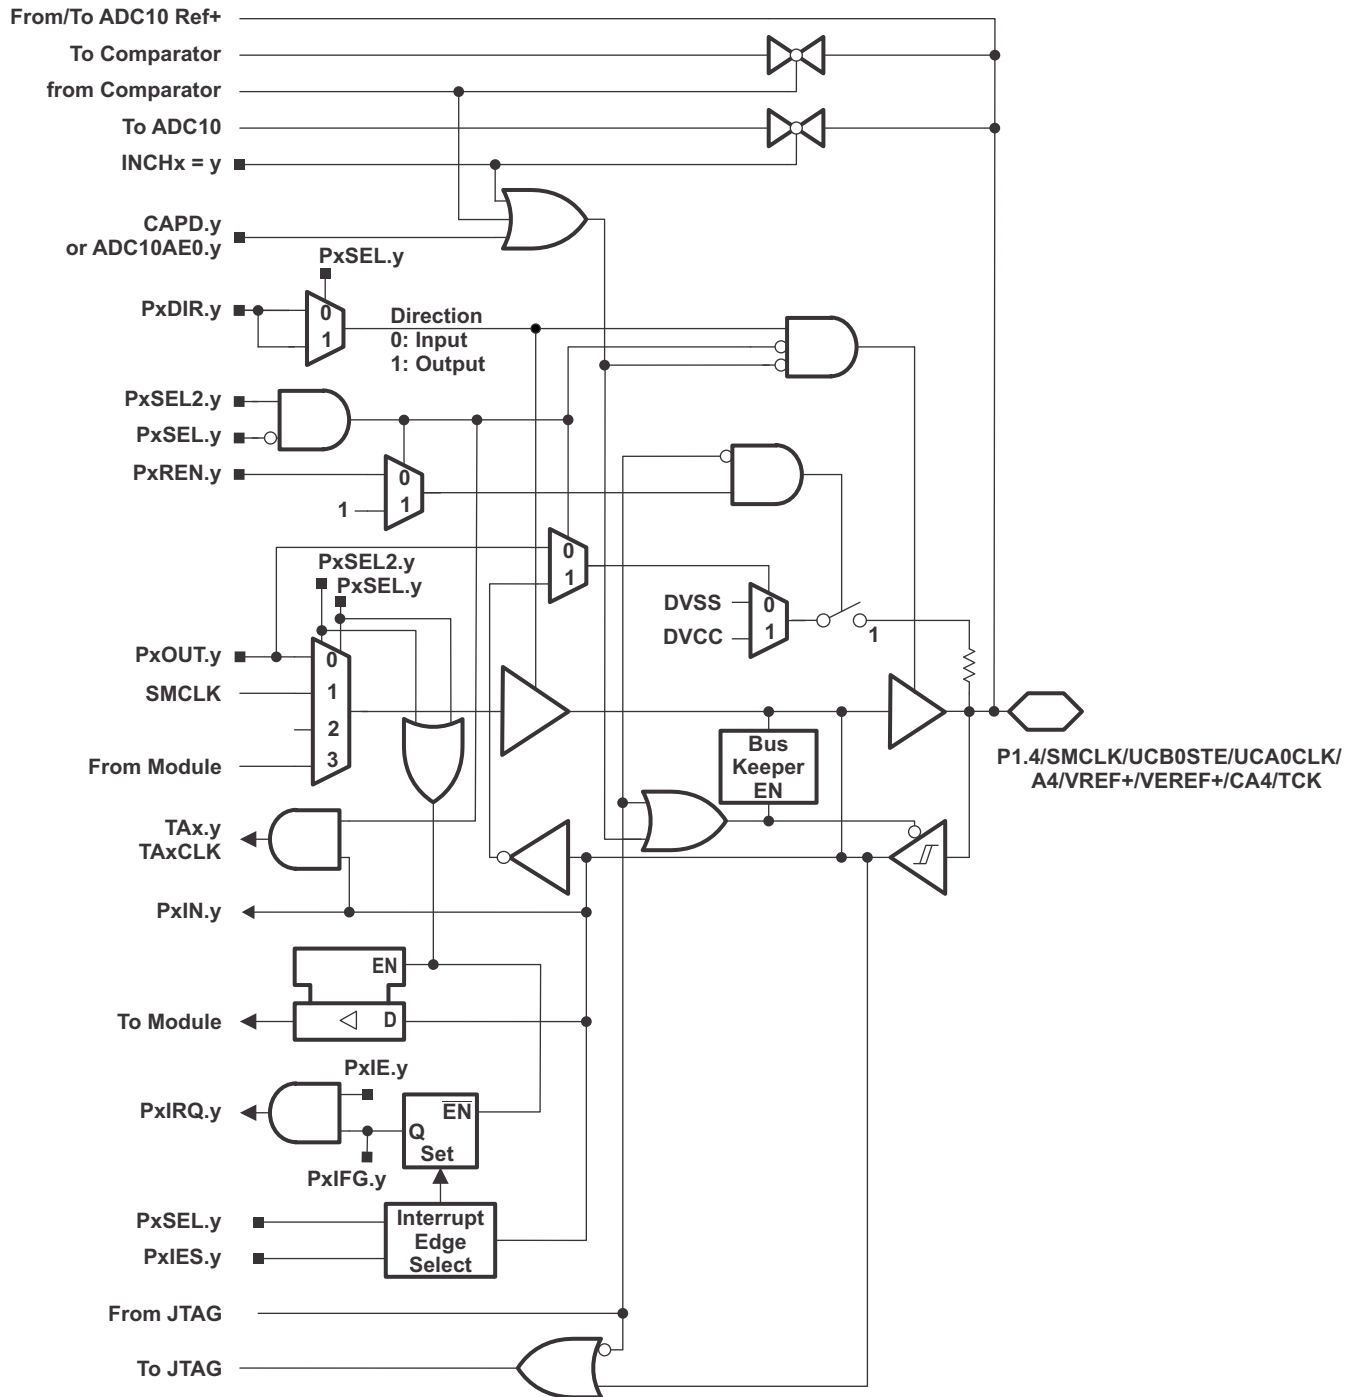 From/To ADC10 Ref+
To Comparator
from Comparator
To ADC10
INCHx = y
CAPD.y
or ADC10AE0.y
PxSEL.y
PxDIR.y
0
1
Direction
0: Input
1: Output
PxSEL2.y
PxSEL.y
PxREN.y
0
1
1
0
1
PxSEL2.y
PxSEL.y
DVSS
DVCC
0
1
1
PxOUT.y
SMCLK
From Module
0
1
2
3
Bus
Keeper
EN
P1.4/SMCLK/UCB0STE/UCA0CLK/
A4/VREF+/VEREF+/CA4/TCK
TAx.y
TAxCLK
PxIN.y
EN
To Module
D
PxIE.y
PxIRQ.y
EN
Q
Set
PxIFG.y
PxSEL.y
PxIES.y
Interrupt
Edge
Select
From JTAG
To JTAG